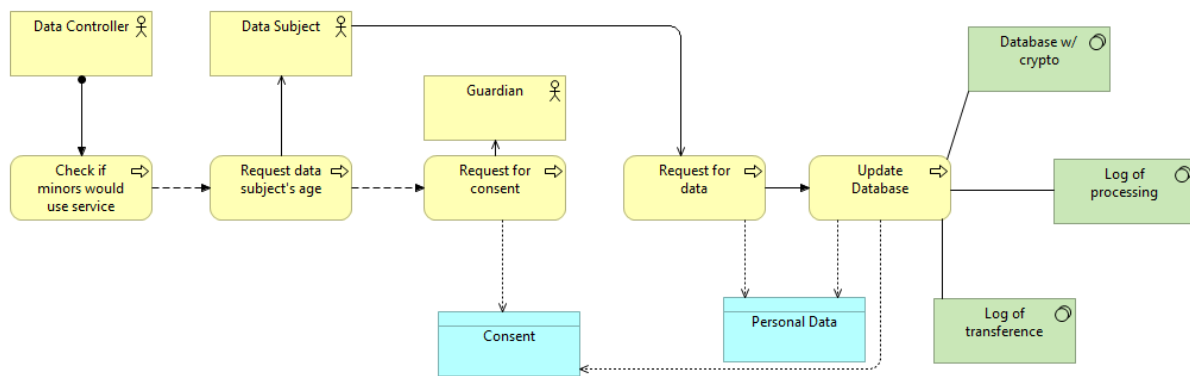 Data Controller
Data Subject
Guardian
Database w/
crypto
Check if
minors would
use service
Request data
subject's age
Request for
consent
Request for
data
Update
Database
Log of
processing
Consent
Personal Data
Log of
transference